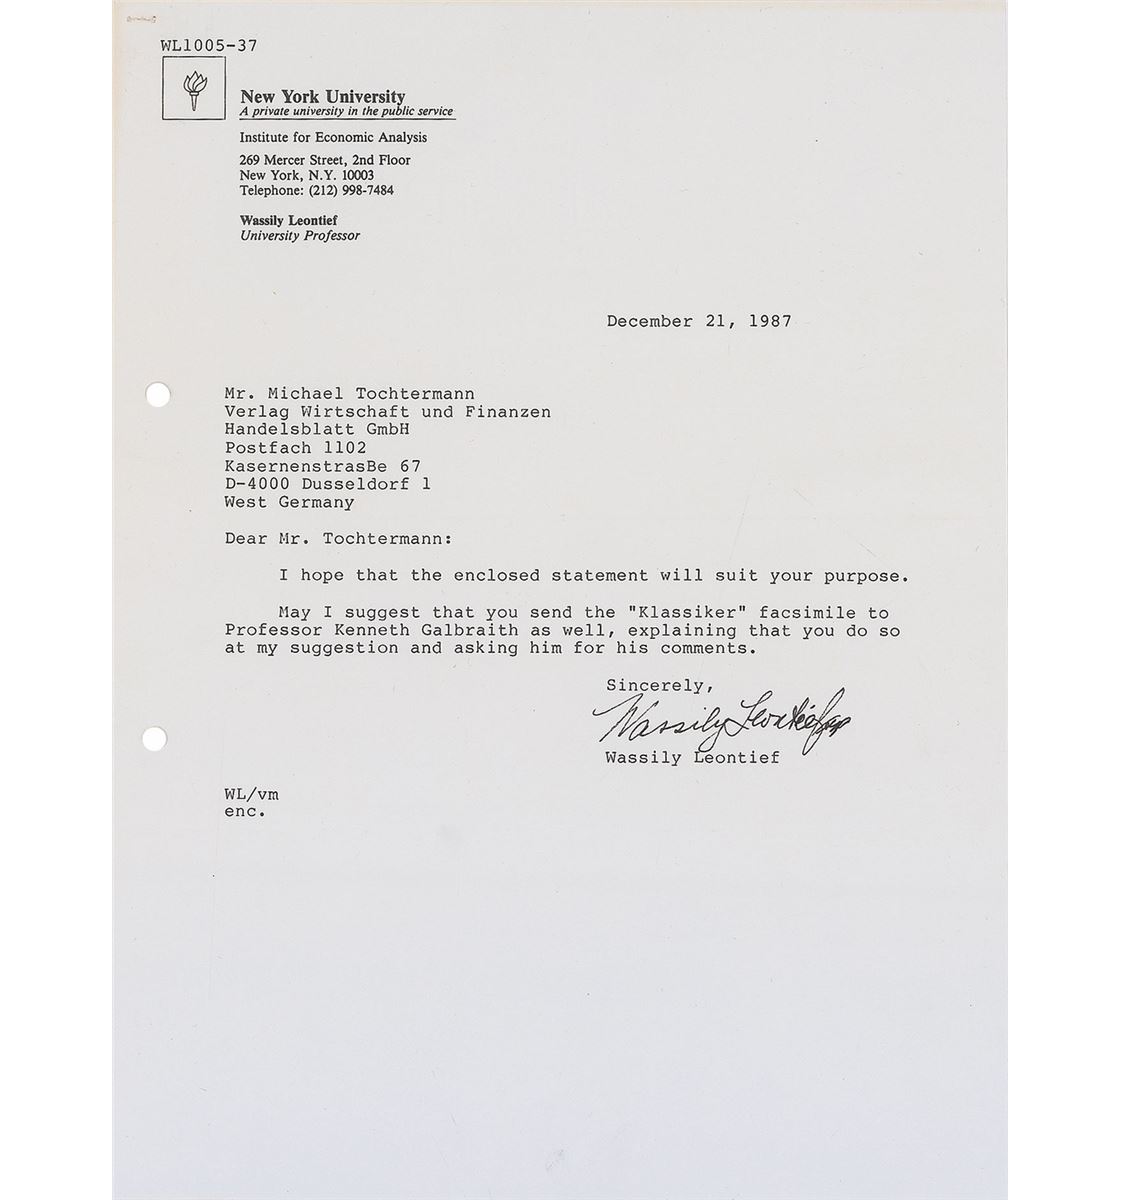 WL1005-37
New York University
A private university in the public service
Institute for Economic Analysis
269 Mercer Street, 2nd Floor
New York, N.Y. 10003
Telephone: (212) 998-7484
Wassily Leontief
University Professor
December 21, 1987
Mr. Michael Tochtermann
Verlag Wirtschaft und Finanzen
Handelsblatt GmbH
Postfach 1102
KasernenstrasBe 67
D-4000 Dusseldorf 1
West Germany
Dear Mr. Tochtermann:
I hope that the enclosed statement will suit your purpose.
May I suggest that you send the "Klassiker" facsimile to
Professor Kenneth Galbraith as well, explaining that you do so
at my suggestion and asking him for his comments.
Sincerely,
Wassily Leontief
Wassily Leontief
WL/vm
enc.